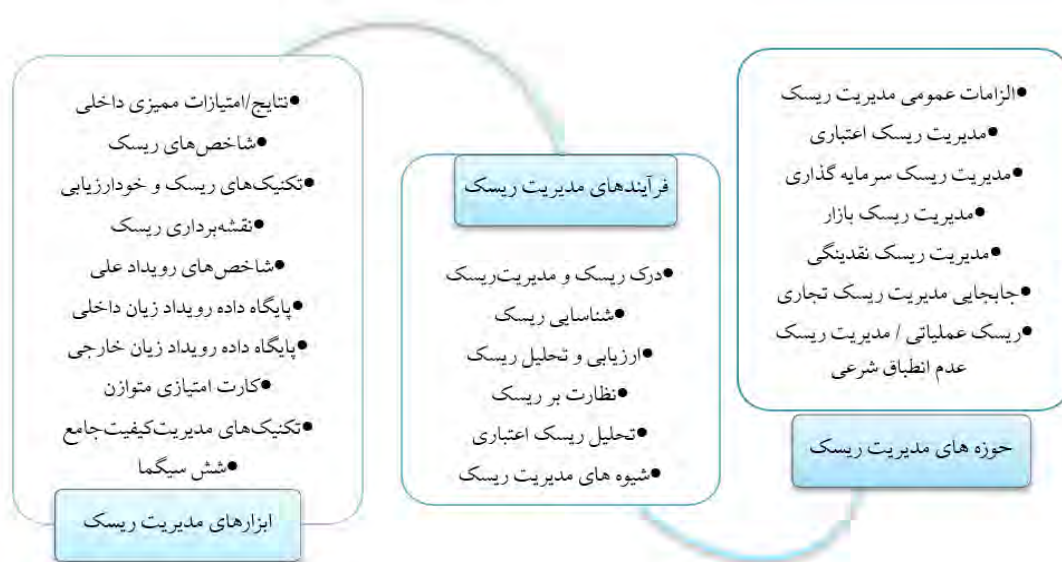 الزامات عمومی مدیریت ریسک●
مدیریت ریسک اعتباری●
مدیریت ریسک سرمایه گذاری●
مدیریت ریسک بازار●
مدیریت ریسک نقدینگی●
جابجایی مدیریت ریسک تجاری●
ریسک عملیاتی / مدیریت ریسک●
عدم انطباق شرعی
حوزه های مدیریت ریسک
فرآیندهای مدیریت ریسک
درک ریسک و مدیریت‌ریسک●
شناسایی ریسک●
ارزیابی و تحلیل ریسک●
نظارت بر ریسک●
تحلیل ریسک اعتباری●
شیوه های مدیریت ریسک●
نتایج/امتیازات ممیزی داخلی●
شاخص‌های ریسک●
تکنیک‌های ریسک و خودارزیابی●
نقشه‌برداری ریسک●
شاخص‌های رویداد علی●
پایگاه داده رویداد زیان داخلی●
پایگاه داده رویداد زیان خارجی●
کارت امتیازی متوازن●
تکنیک‌های مدیریت‌کیفیت‌جامع●
شش سیگما●
ابزارهای مدیریت ریسک